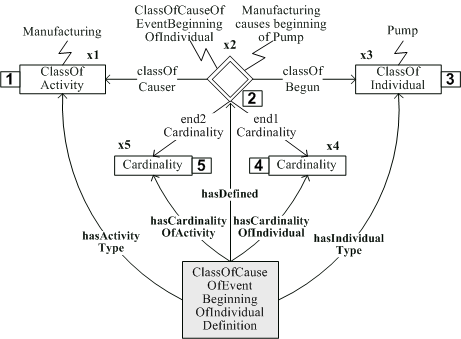 ClassOfCauseOf
EventBeginning
OfIndividual
Manufacturing
causes beginning
of Pump
Manufacturing
Pump
x1
x2
x3
1
ClassOf
Activity
classOf
Causer
classOf
Begun
ClassOf
Individual
3
2
end2
Cardinality
end1
Cardinality
x5
x4
Cardinality
5
4
Cardinality
hasDefined
hasCardinality
OfActivity
hasCardinality
OfIndividual
hasActivity
Type
hasIndividual
Type
ClassOfCause
OfEvent
Beginning
OfIndividual
Definition